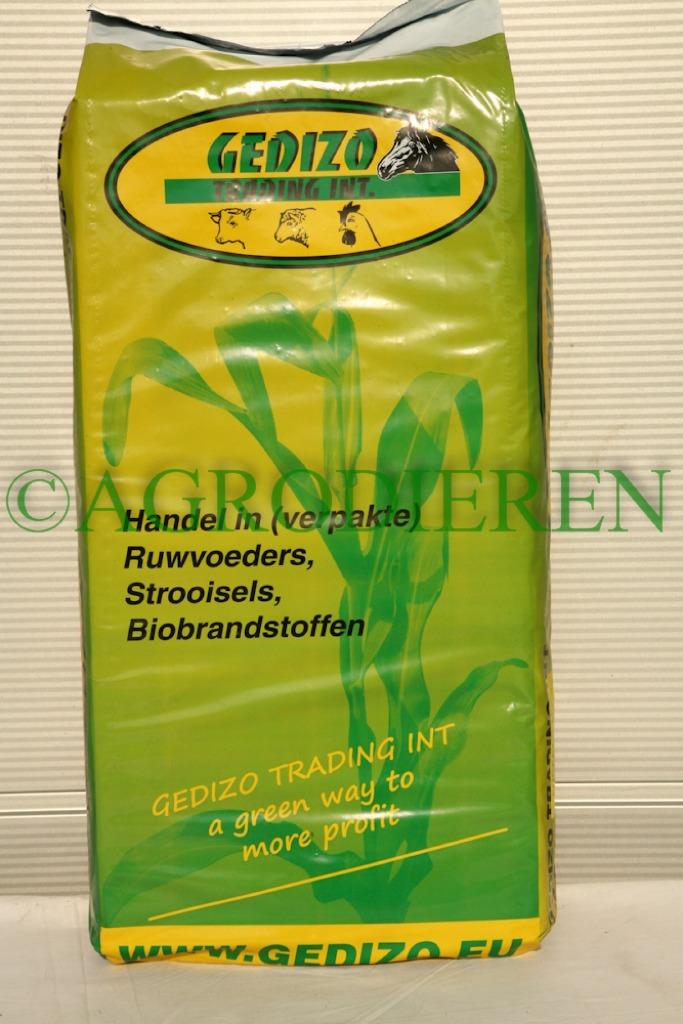 GEDIZO
TRADING INT.
©AGRODIEREN
Handel in (verpakte)
Ruwvoeders,
Strooisels,
Biobrandstoffen
GEDIZO TRADING INT
a green way to
more profit
WWW.GEDIZO.EU